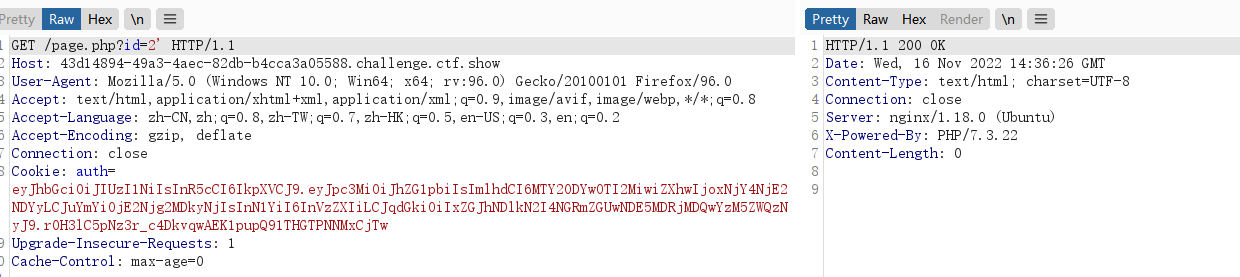 Pretty Raw Hex \n
1 GET /page.php?id=2' HTTP/1.1
2 Host: 43d14894-49a3-4aec-82db-b4cca3a05588.challenge.ctf.show
3 User-Agent: Mozilla/5.0 (Windows NT 10.0; Win64; x64; rv:96.0) Gecko/20100101 Firefox/96.0
4 Accept: text/html,application/xhtml+xml,application/xml;q=0.9,image/avif,image/webp,*/*;q=0.8
5 Accept-Language: zh-CN,zh;q=0.8,zh-TW;q=0.7,zh-HK;q=0.5,en-US;q=0.3,en;q=0.2
6 Accept-Encoding: gzip, deflate
7 Connection: close
8 Cookie: auth=
eyJhbGciOiJIUzI1NiIsInR5cCI6IkpXVCJ9.eyJpc3MiOiJhZG1pbiIsImlhdCI6MTY2ODYwOTI2MiwiZXhwIjoxNjY4NjE2
NDYyLCJuYmYiOjE2Njg2MDkyNjIsInN1YiI6InVzZXIiLCJqdGkiOiIxZGJhNDlkN2I4NGRmZGUwNDE5MDRjMDQwYzM5ZWQzN
yJ9.r0H3lC5pNz3r_c4DkvqwAEK1pupQ91THGTPNNMxCjTw
9 Upgrade-Insecure-Requests: 1
Cache-Control: max-age=0
Pretty Raw Hex Render \n
1 HTTP/1.1 200 OK
2 Date: Wed, 16 Nov 2022 14:36:26 GMT
3 Content-Type: text/html; charset=UTF-8
4 Connection: close
5 Server: nginx/1.18.0 (Ubuntu)
6 X-Powered-By: PHP/7.3.22
7 Content-Length: 0
8
9